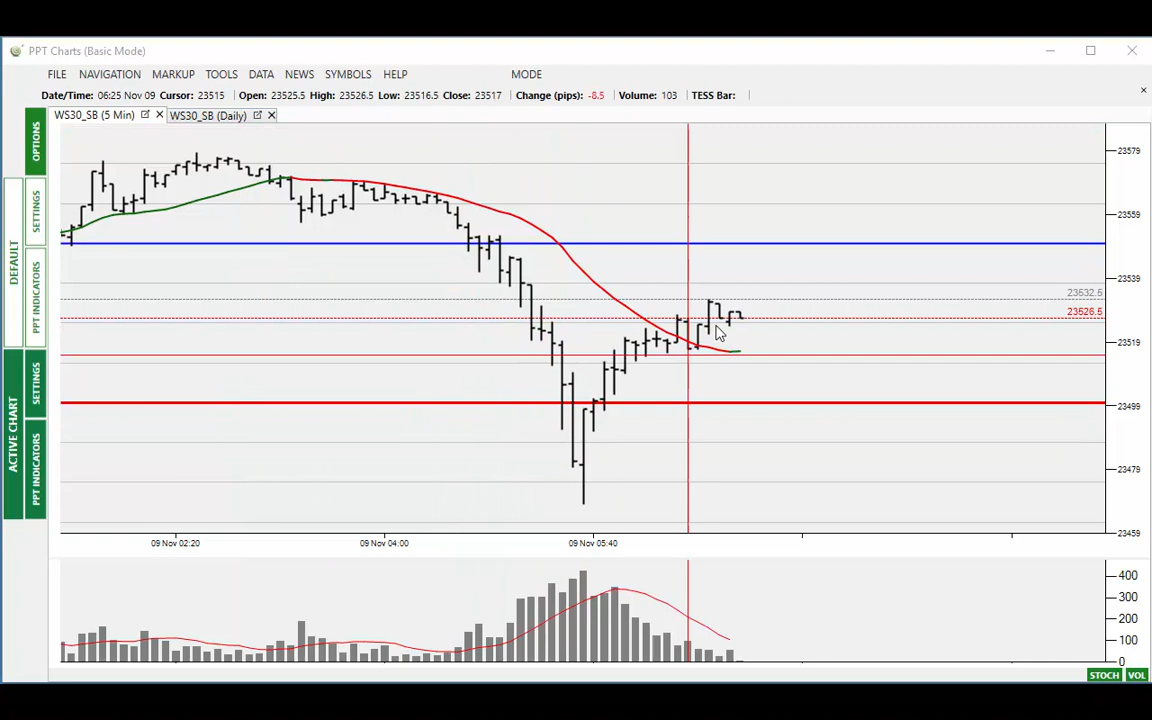 PPT Charts (Basic Mode)
FILE NAVIGATION MARKUP TOOLS DATA NEWS SYMBOLS HELP MODE
Date/Time: 06:25 Nov 09 Cursor: 23515 Open: 23525.5 High: 23526.5 Low: 23516.5 Close: 23517 Change (pips): -8.5 Volume: 103 TESS Bar:
WS30_SB (5 Min) WS30_SB (Daily)
OPTIONS
DEFAULT
SETTINGS
PPT INDICATORS
ACTIVE CHART
SETTINGS
PPT INDICATORS
23579
23559
23539
23532.5
23526.5
23519
23499
23479
23459
09 Nov 02:20 09 Nov 04:00 09 Nov 05:40
400
300
200
100
0
STOCH VOL